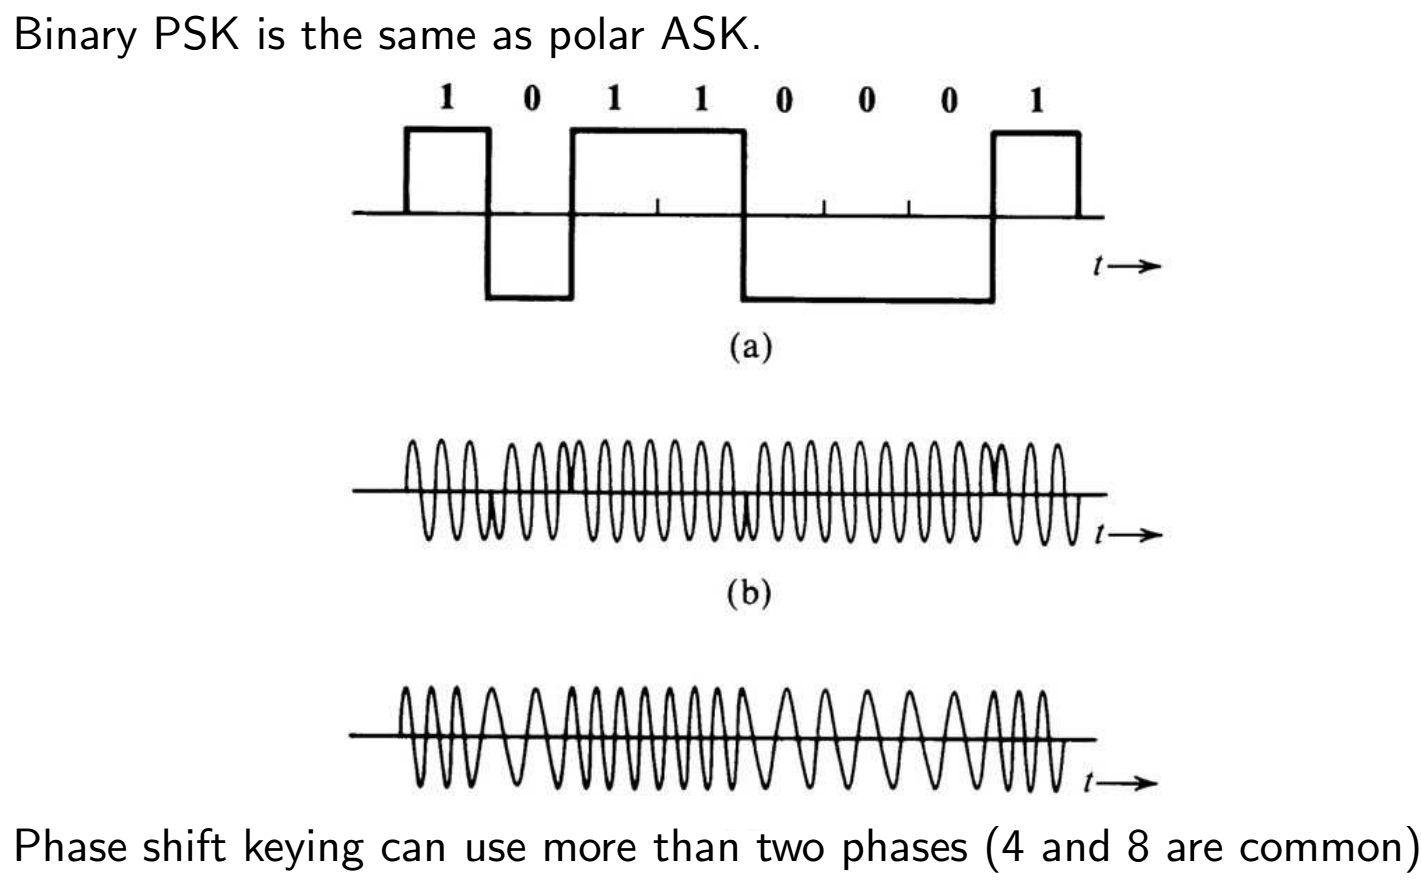 Binary PSK is the same as polar ASK.
1 0 1 1 0 0 0 1
t
(a)
t
(b)
t
Phase shift keying can use more than two phases (4 and 8 are common)